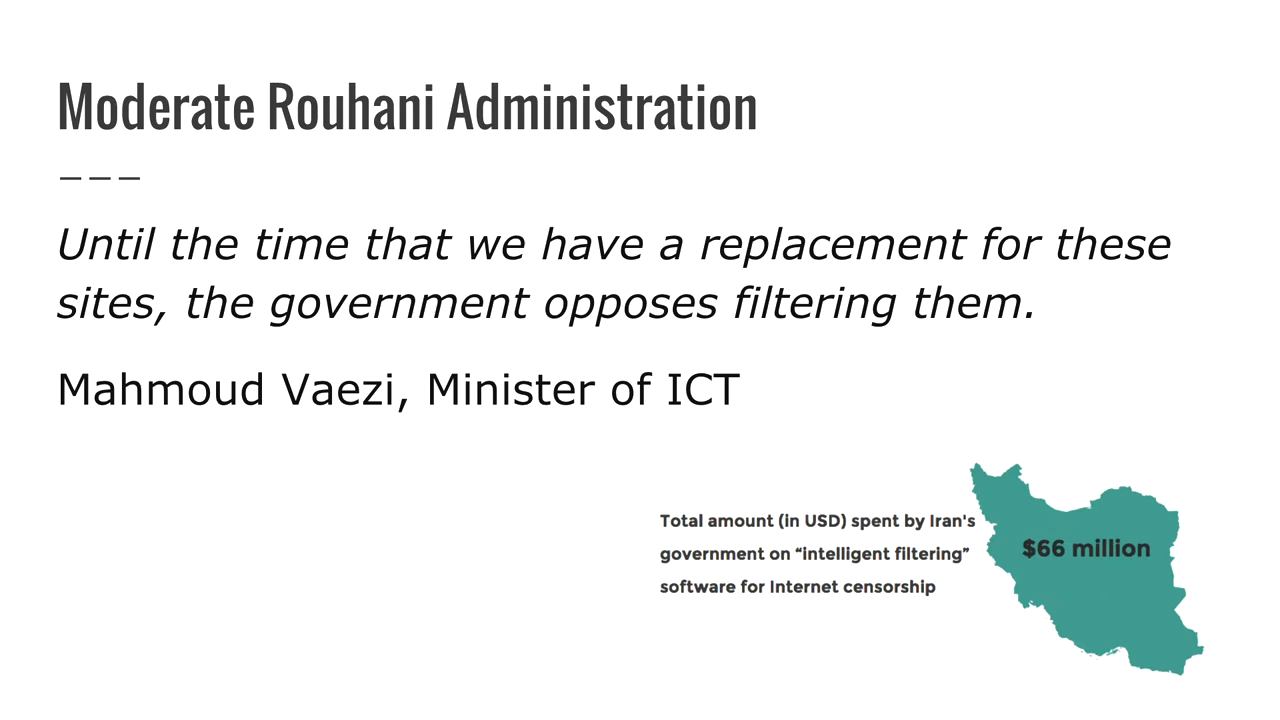 Moderate Rouhani Administration
Until the time that we have a replacement for these
sites, the government opposes filtering them.
Mahmoud Vaezi, Minister of ICT
Total amount (in USD) spent by Iran's
government on “intelligent filtering”
software for Internet censorship
$66 million